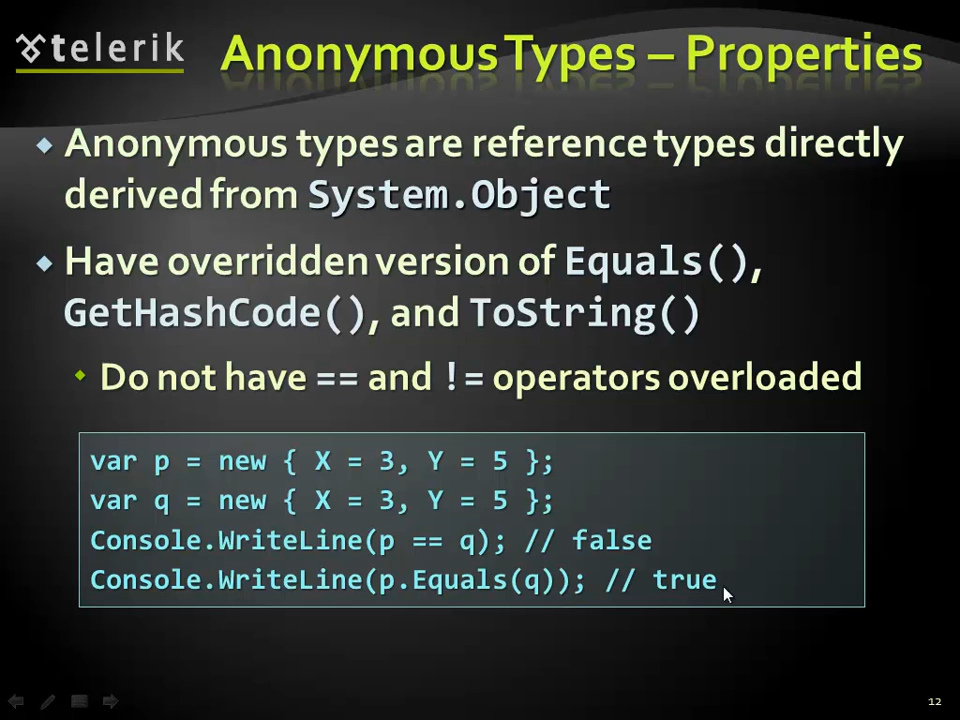 telerik
Anonymous Types – Properties
Anonymous types are reference types directly
derived from System.Object
Have overridden version of Equals(),
GetHashCode(), and ToString()
Do not have == and != operators overloaded
var p = new { X = 3, Y = 5 };
var q = new { X = 3, Y = 5 };
Console.WriteLine(p == q); // false
Console.WriteLine(p.Equals(q)); // true
12